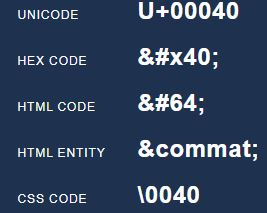 UNICODE U+00040
HEX CODE &#x40;
HTML CODE &#64;
HTML ENTITY &commat;
CSS CODE \0040